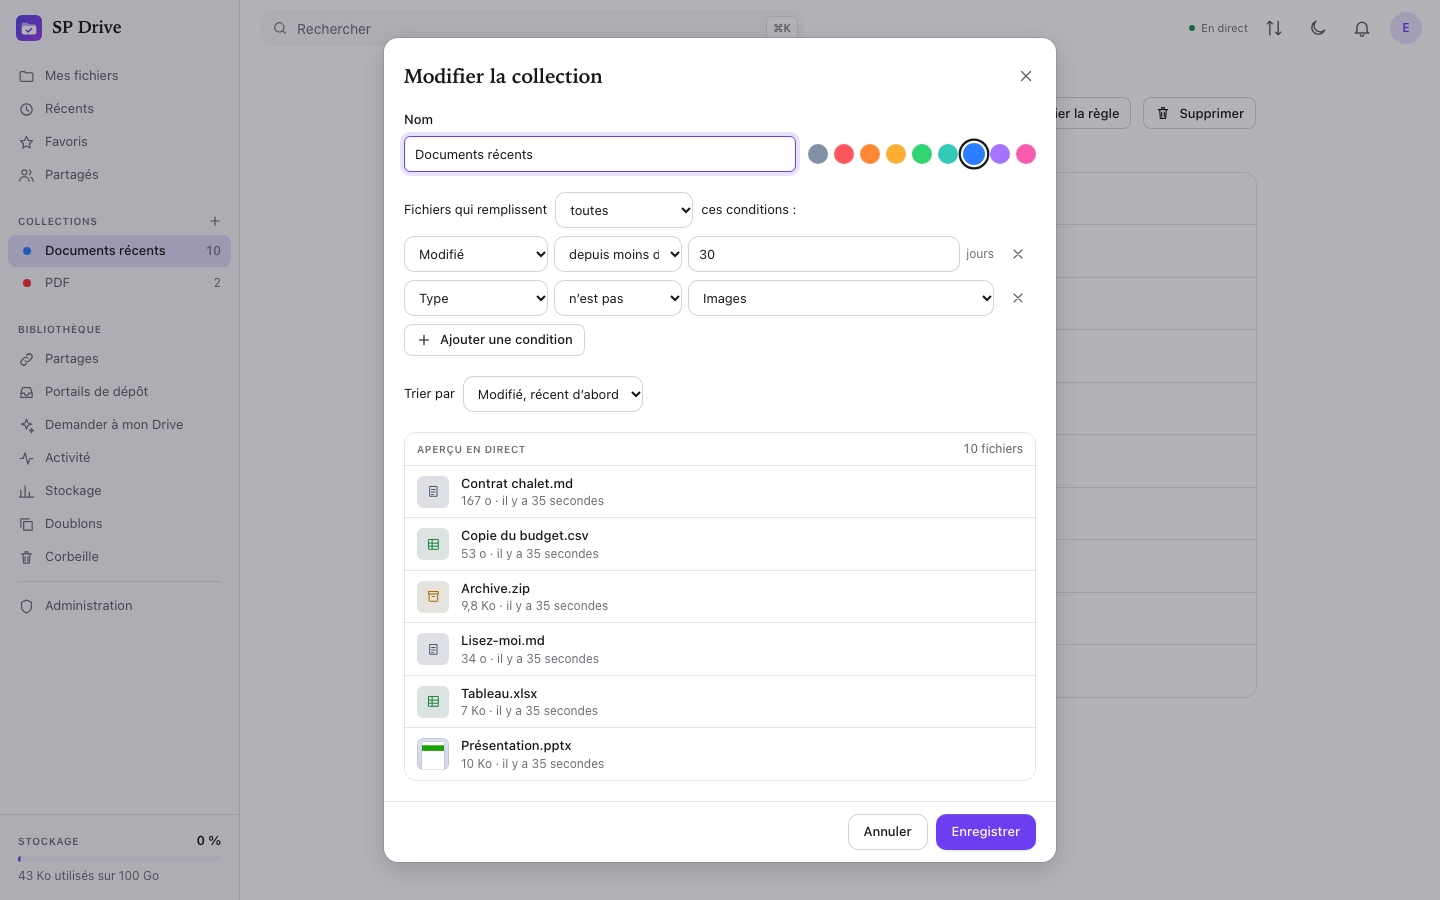 SP Drive
Rechercher
⌘K
En direct
E
Mes fichiers
Récents
Favoris
Partagés
COLLECTIONS
Documents récents 10
PDF 2
BIBLIOTHÈQUE
Partages
Portails de dépôt
Demander à mon Drive
Activité
Stockage
Doublons
Corbeille
Administration
STOCKAGE 0 %
43 Ko utilisés sur 100 Go
la règle
Supprimer
Modifier la collection
Nom
Documents récents
Fichiers qui remplissent toutes ces conditions :
Modifié depuis moins d 30 jours
Type n'est pas Images
Ajouter une condition
Trier par Modifié, récent d'abord
APERÇU EN DIRECT 10 fichiers
Contrat chalet.md
167 o · il y a 35 secondes
Copie du budget.csv
53 o · il y a 35 secondes
Archive.zip
9,8 Ko · il y a 35 secondes
Lisez-moi.md
34 o · il y a 35 secondes
Tableau.xlsx
7 Ko · il y a 35 secondes
Présentation.pptx
10 Ko · il y a 35 secondes
Annuler
Enregistrer